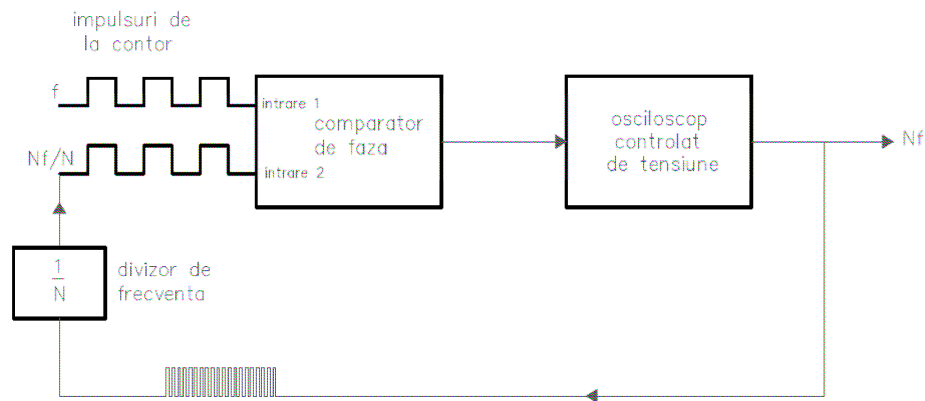 impulsuri de
la contor
f
intrare 1
comparator
de faza
osciloscop
controlat
de tensiune
Nf
Nf/N
intrare 2
1
N
divizor de
frecventa